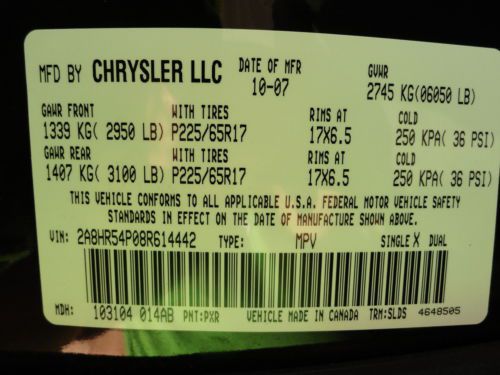 MFD BY CHRYSLER LLC DATE OF MFR GVWR
10-07 2745 KG(06050 LB)
GAWR FRONT WITH TIRES RIMS AT COLD
1339 KG( 2950 LB) P225/65R17 17X6.5 250 KPA( 36 PSI)
GAWR REAR WITH TIRES RIMS AT COLD
1407 KG( 3100 LB) P225/65R17 17X6.5 250 KPA( 36 PSI)
THIS VEHICLE CONFORMS TO ALL APPLICABLE U.S.A. FEDERAL MOTOR VEHICLE SAFETY
STANDARDS IN EFFECT ON THE DATE OF MANUFACTURE SHOWN ABOVE
VIN: 2A8HR54P08R614442 TYPE: MPV SINGLE X DUAL
MDH: 103104 014AB PNT:PXR VEHICLE MADE IN CANADA TRM:SLDS 4648505